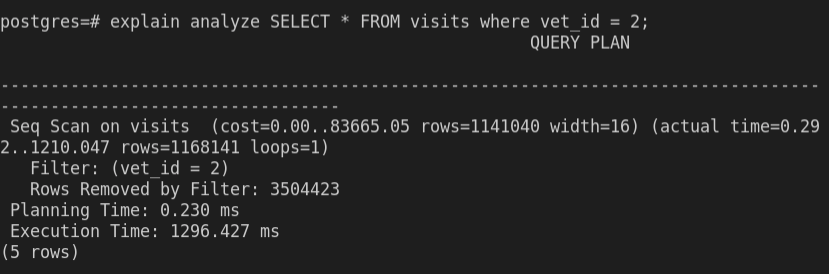 postgres=# explain analyze SELECT * FROM visits where vet_id = 2;
QUERY PLAN
----------------------------------------------------------------------------------
----------------------------------
Seq Scan on visits  (cost=0.00..83665.05 rows=1141040 width=16) (actual time=0.29
2..1210.047 rows=1168141 loops=1)
Filter: (vet_id = 2)
Rows Removed by Filter: 3504423
Planning Time: 0.230 ms
Execution Time: 1296.427 ms
(5 rows)